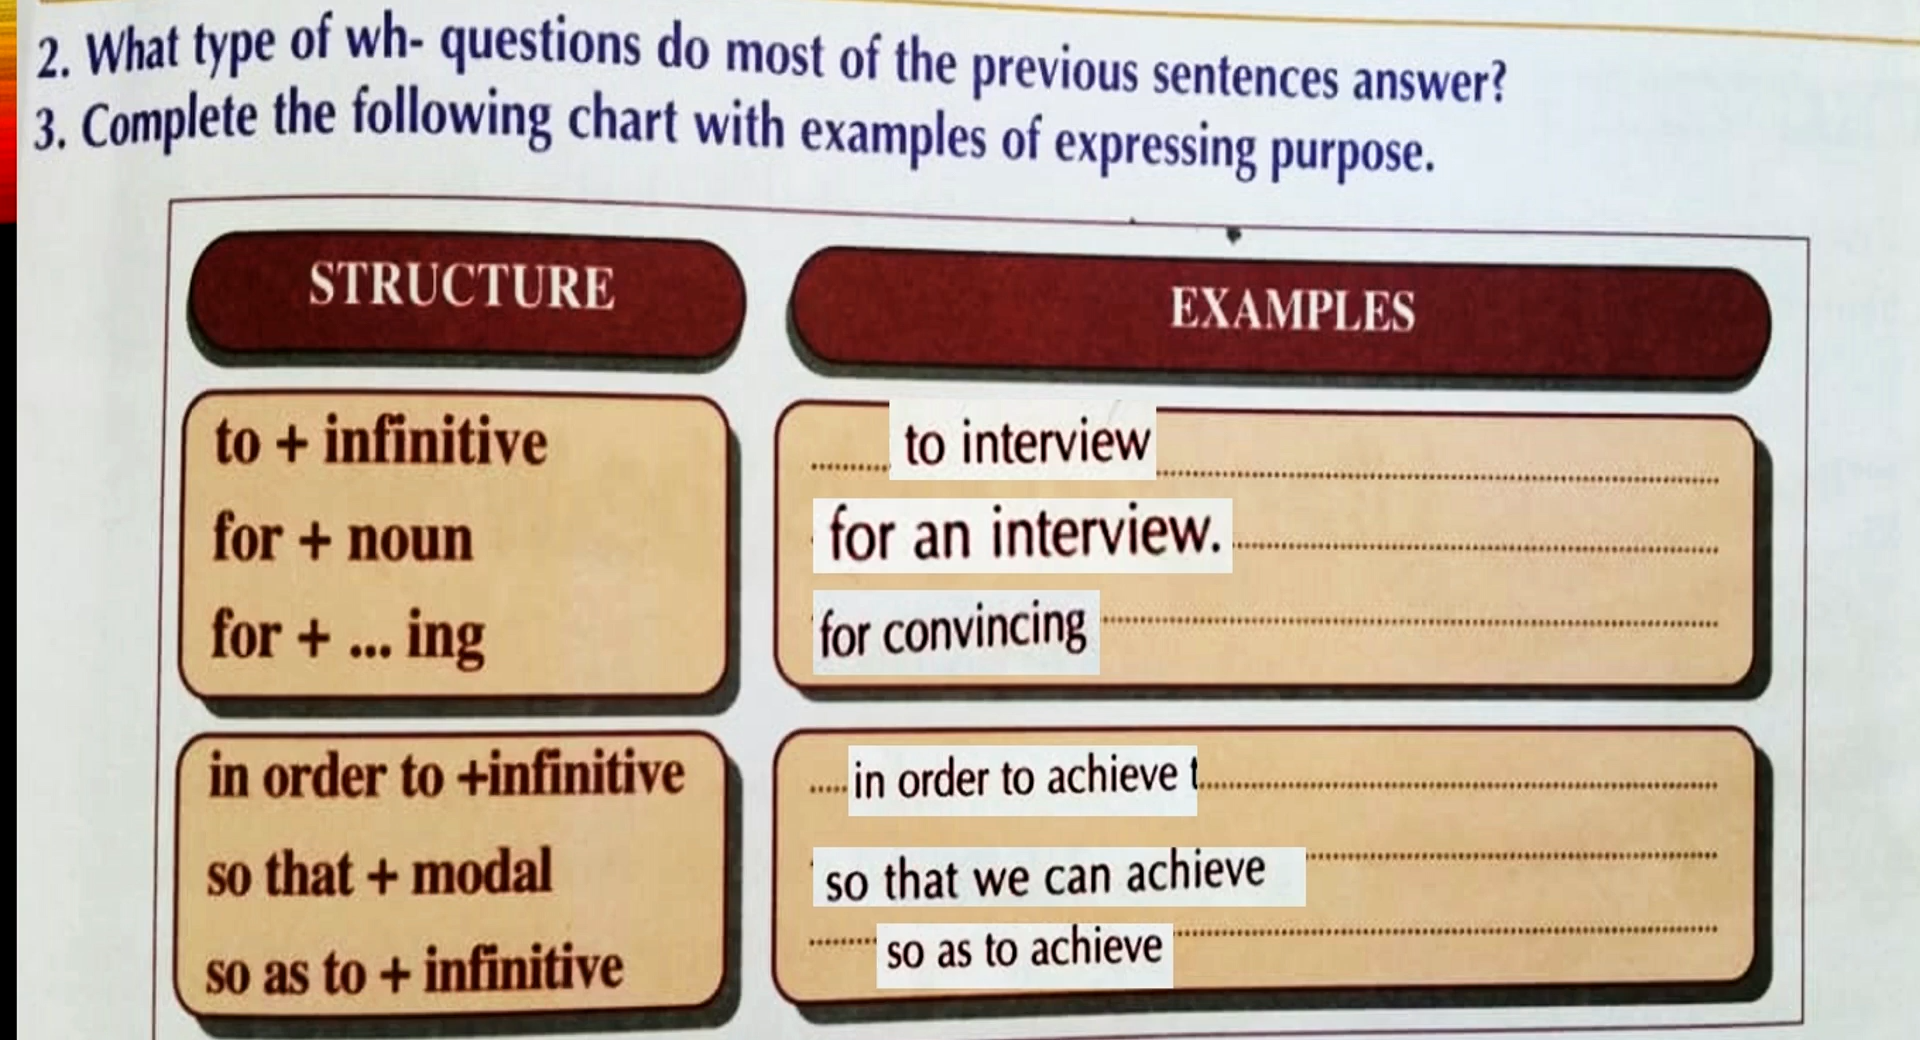 2. What type of wh- questions do most of the previous sentences answer?
3. Complete the following chart with examples of expressing purpose.
STRUCTURE
EXAMPLES
to + infinitive
to interview
for + noun
for an interview.
for + ... ing
for convincing
in order to +infinitive
in order to achieve t
so that + modal
so that we can achieve
so as to + infinitive
so as to achieve